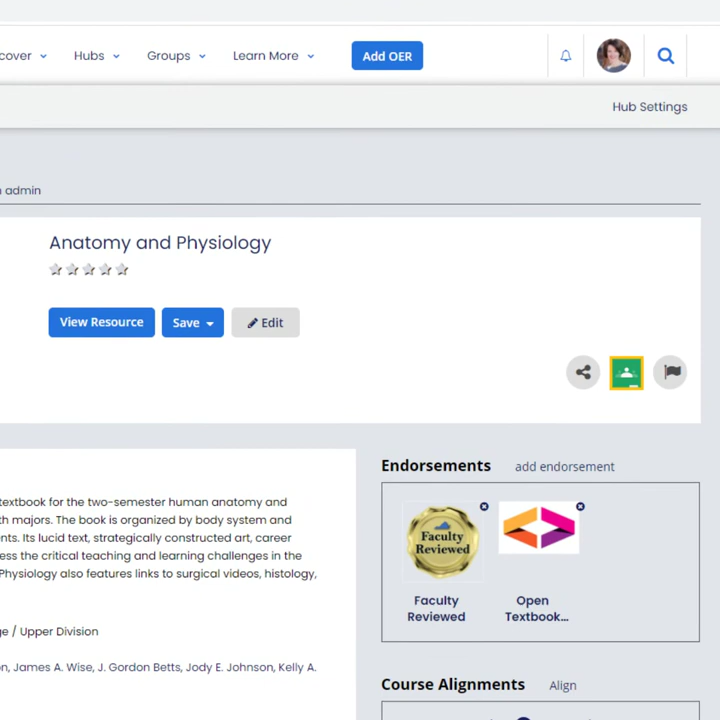 cover Hubs Groups Learn More Add OER
Hub Settings
admin
Anatomy and Physiology
View Resource Save Edit
Endorsements add endorsement
textbook for the two-semester human anatomy and
th majors. The book is organized by body system and
nts. Its lucid text, strategically constructed art, career
ess the critical teaching and learning challenges in the
Physiology also features links to surgical videos, histology,
Faculty
Reviewed
Faculty
Reviewed
Open
Textbook...
ge / Upper Division
on, James A. Wise, J. Gordon Betts, Jody E. Johnson, Kelly A.
Course Alignments Align